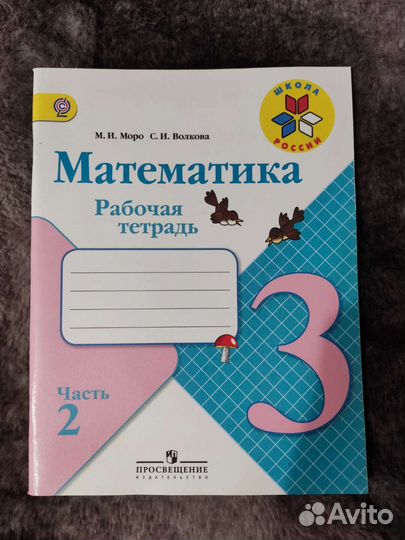 ШКОЛА
РОССИИ
М. И. Моро С. И. Волкова
Математика
Рабочая
тетрадь
3
Часть
2
ПРОСВЕЩЕНИЕ
ИЗДАТЕЛЬСТВО
Avito